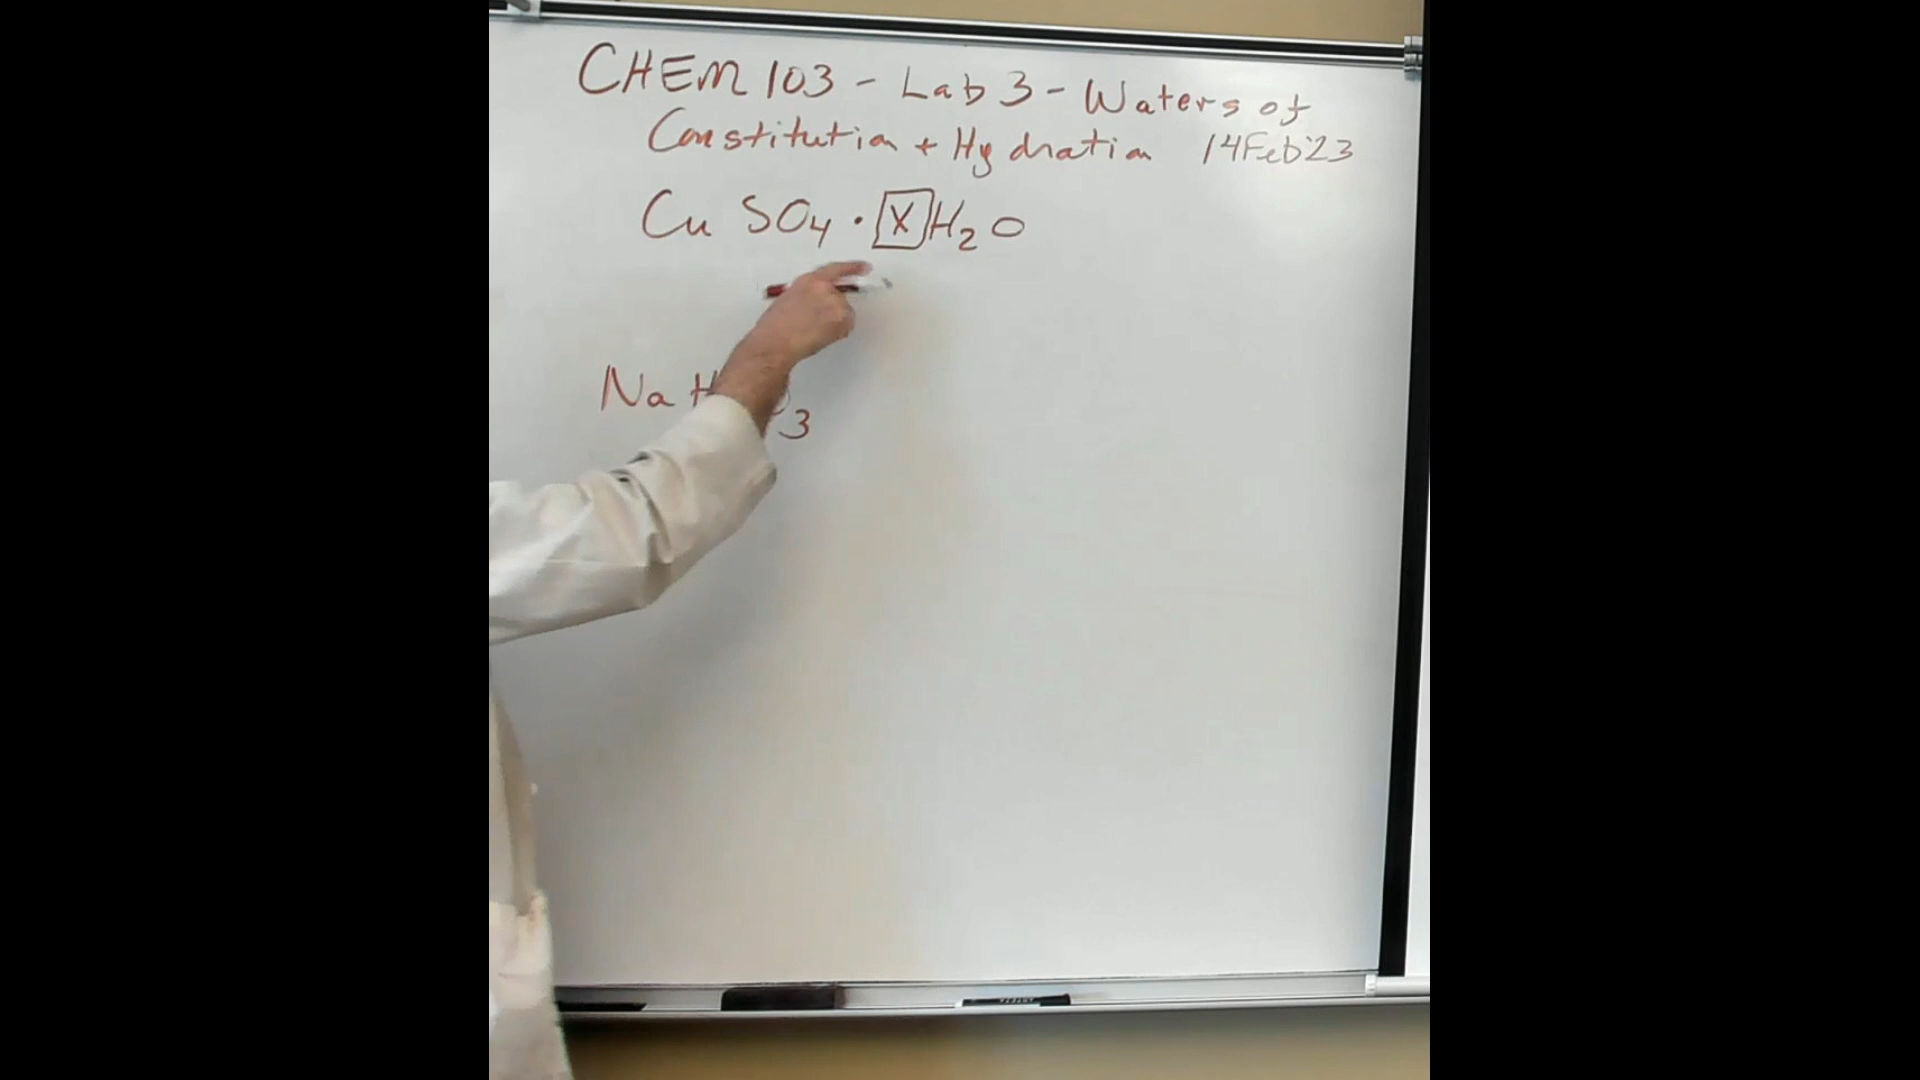 CHEM 103 - Lab 3 - Waters of
Constitution + Hydration 14Feb'23
Cu SO4 · X H2O
Na H 3